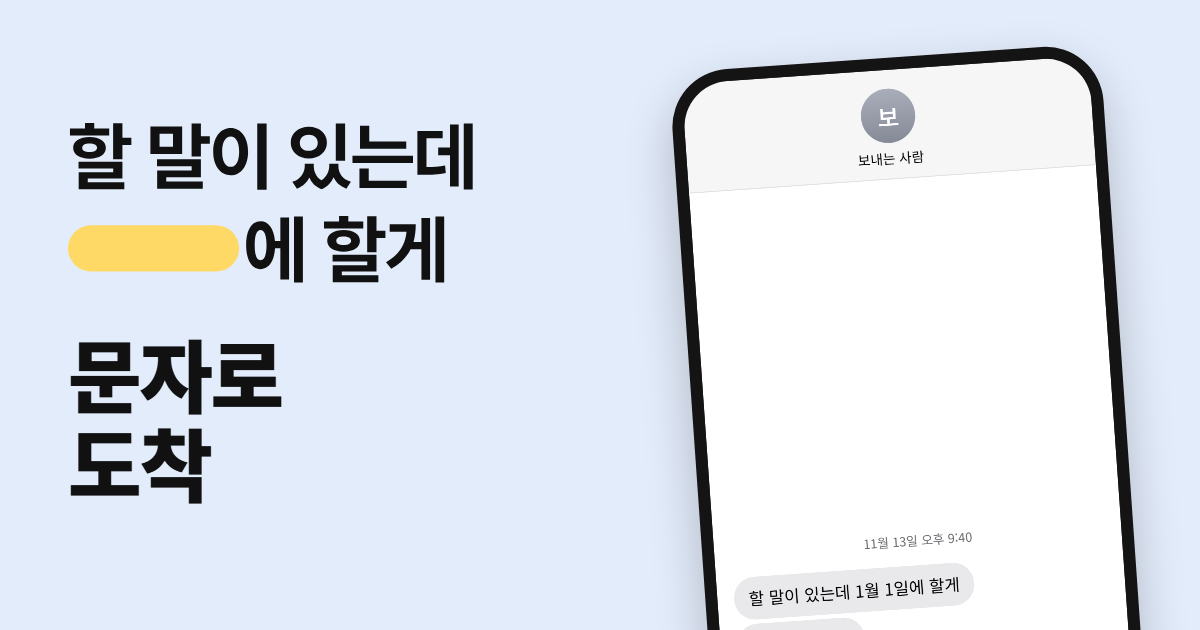 할 말이 있는데
에 할게
문자로
도착
보
보내는 사람
11월 13일 오후 9:40
할 말이 있는데 1월 1일에 할게